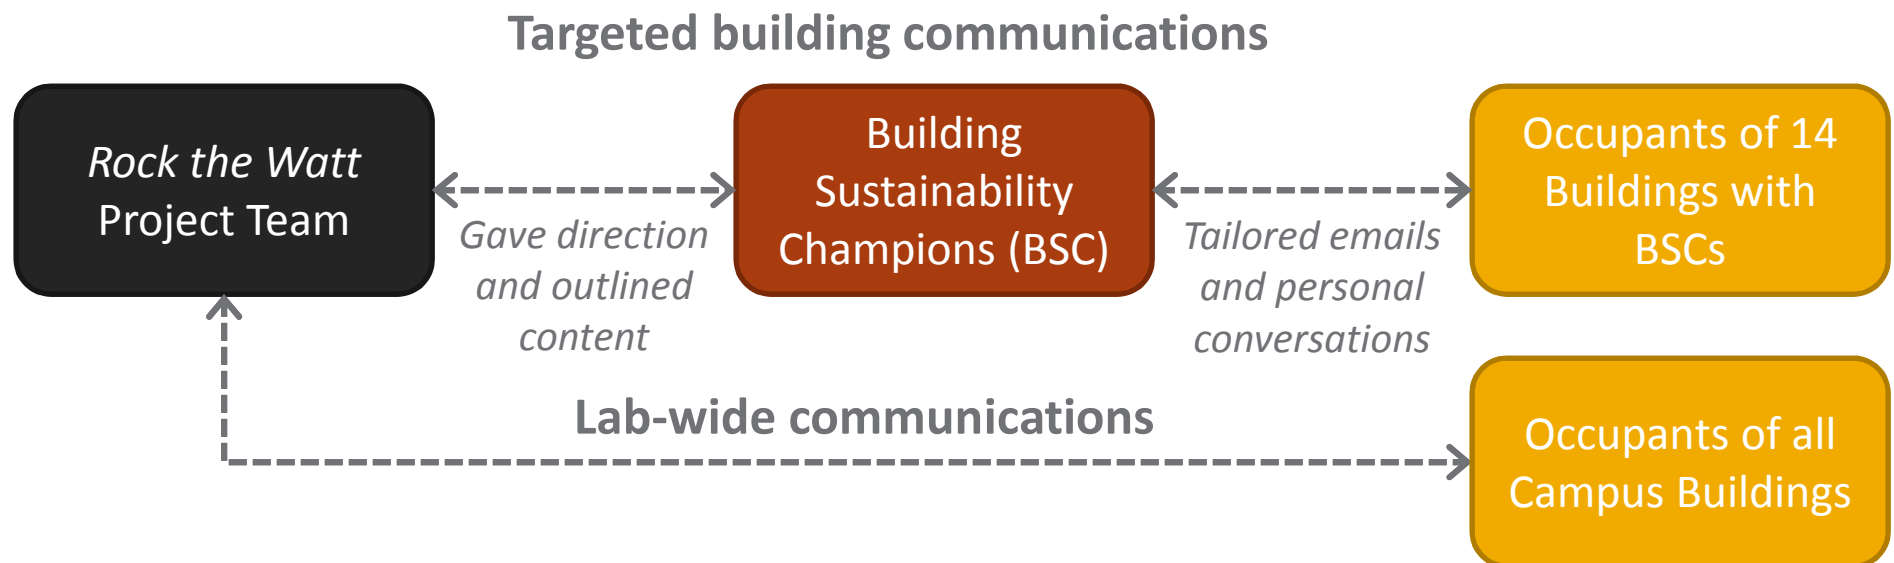 Targeted building communications
Rock the Watt
Project Team
Gave direction
and outlined
content
Building
Sustainability
Champions (BSC)
Tailored emails
and personal
conversations
Occupants of 14
Buildings with
BSCs
Lab-wide communications
Occupants of all
Campus Buildings